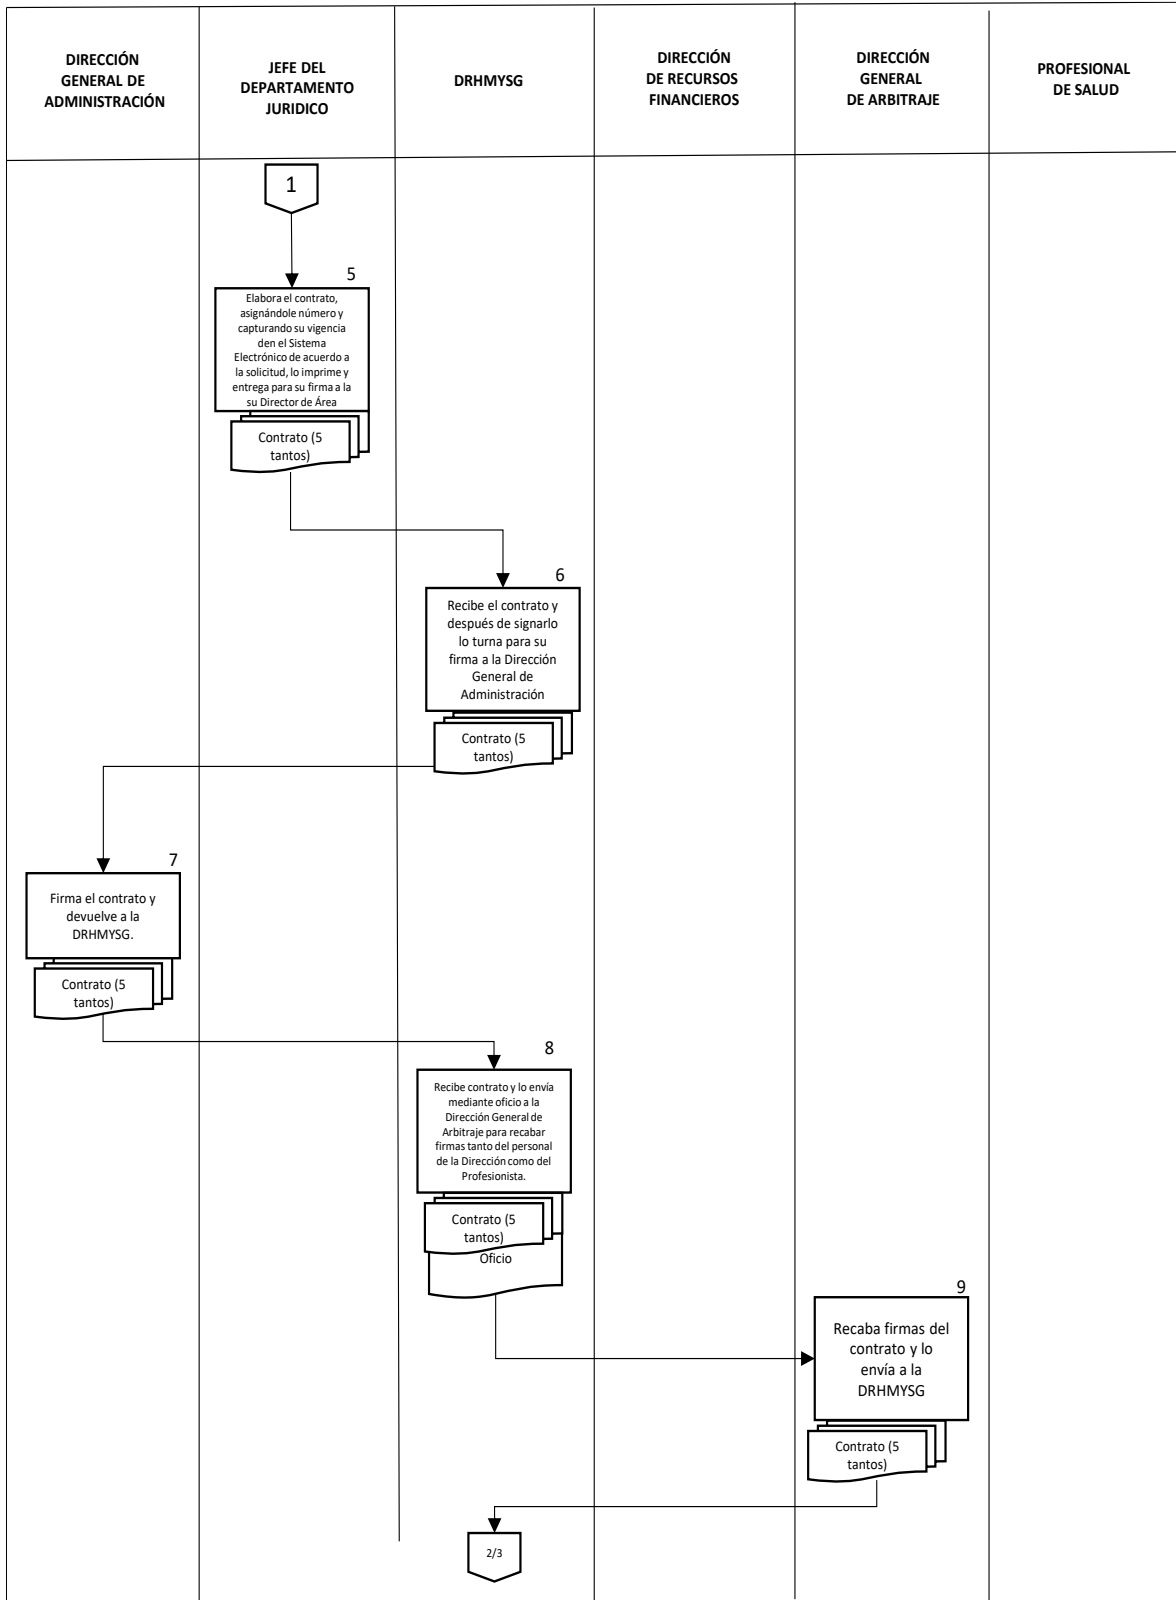 DIRECCIÓN
GENERAL DE
ADMINISTRACIÓN
JEFE DEL
DEPARTAMENTO
JURIDICO
DRHMYSG
DIRECCIÓN
DE RECURSOS
FINANCIEROS
DIRECCIÓN
GENERAL
DE ARBITRAJE
PROFESIONAL
DE SALUD
1
5
Elabora el contrato,
asignándole número y
capturando su vigencia
den el Sistema
Electrónico de acuerdo a
la solicitud, lo imprime y
entrega para su firma a la
su Director de Área
Contrato (5
tantos)
6
Recibe el contrato y
después de signarlo
lo turna para su
firma a la Dirección
General de
Administración
Contrato (5
tantos)
7
Firma el contrato y
devuelve a la
DRHMYSG.
Contrato (5
tantos)
8
Recibe contrato y lo envía
mediante oficio a la
Dirección General de
Arbitraje para recabar
firmas tanto del personal
de la Dirección como del
Profesionista.
Contrato (5
tantos)
Oficio
9
Recaba firmas del
contrato y lo
envía a la
DRHMYSG
Contrato (5
tantos)
2/3